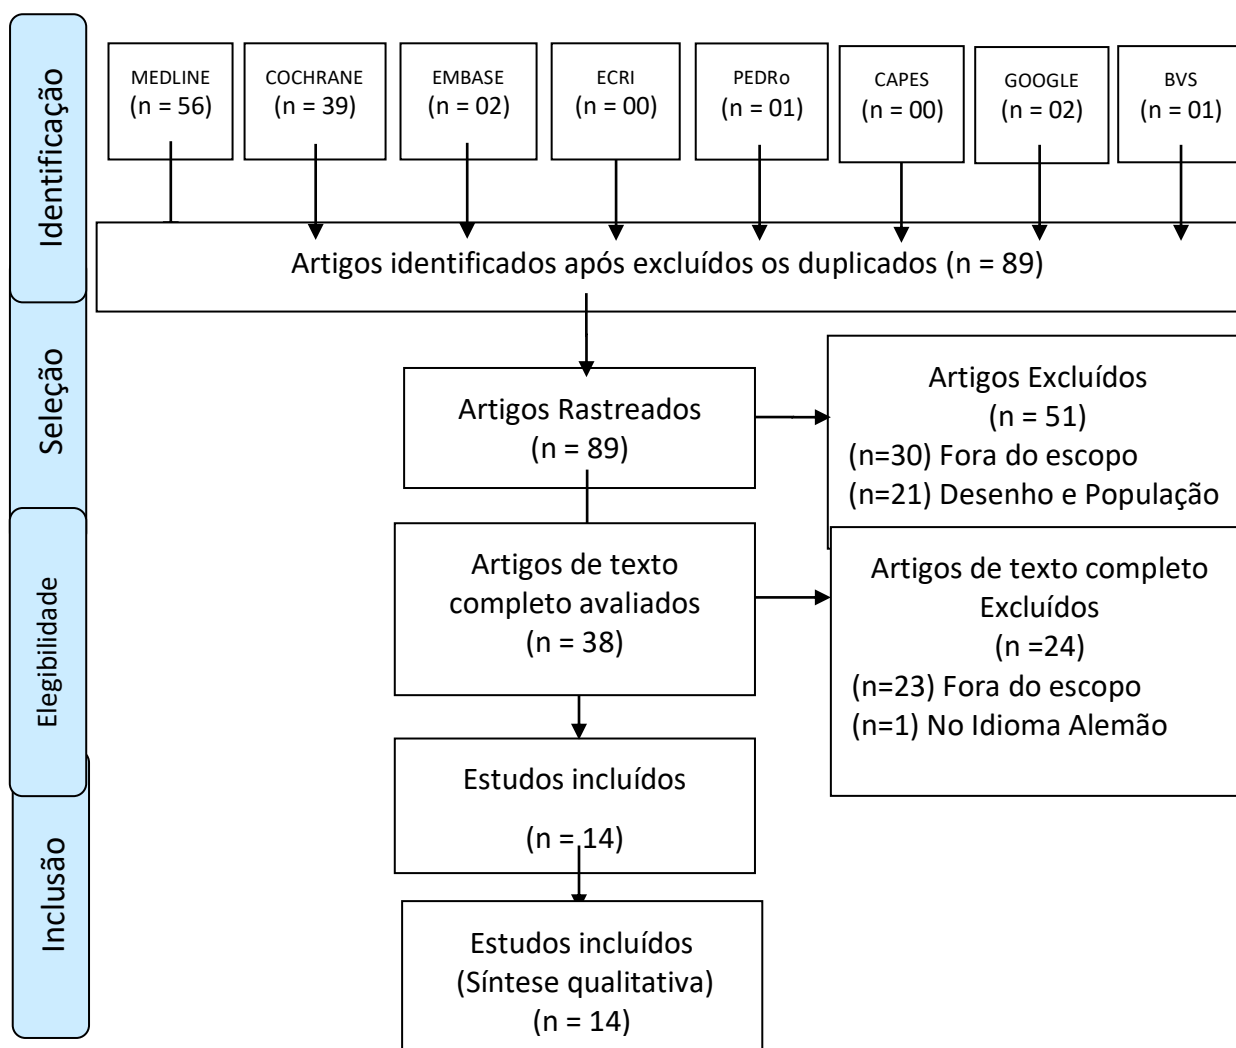 Identificação
MEDLINE
(n = 56)
COCHRANE
(n = 39)
EMBASE
(n = 02)
ECRI
(n = 00)
PEDRo
(n = 01)
CAPES
(n = 00)
GOOGLE
(n = 02)
BVS
(n = 01)
Artigos identificados após excluídos os duplicados (n = 89)
Seleção
Artigos Rastreados
(n = 89)
Artigos Excluídos
(n = 51)
(n=30) Fora do escopo
(n=21) Desenho e População
Elegibilidade
Artigos de texto
completo avaliados
(n = 38)
Artigos de texto completo
Excluídos
(n =24)
(n=23) Fora do escopo
(n=1) No Idioma Alemão
Inclusão
Estudos incluídos
(n = 14)
Estudos incluídos
(Síntese qualitativa)
(n = 14)